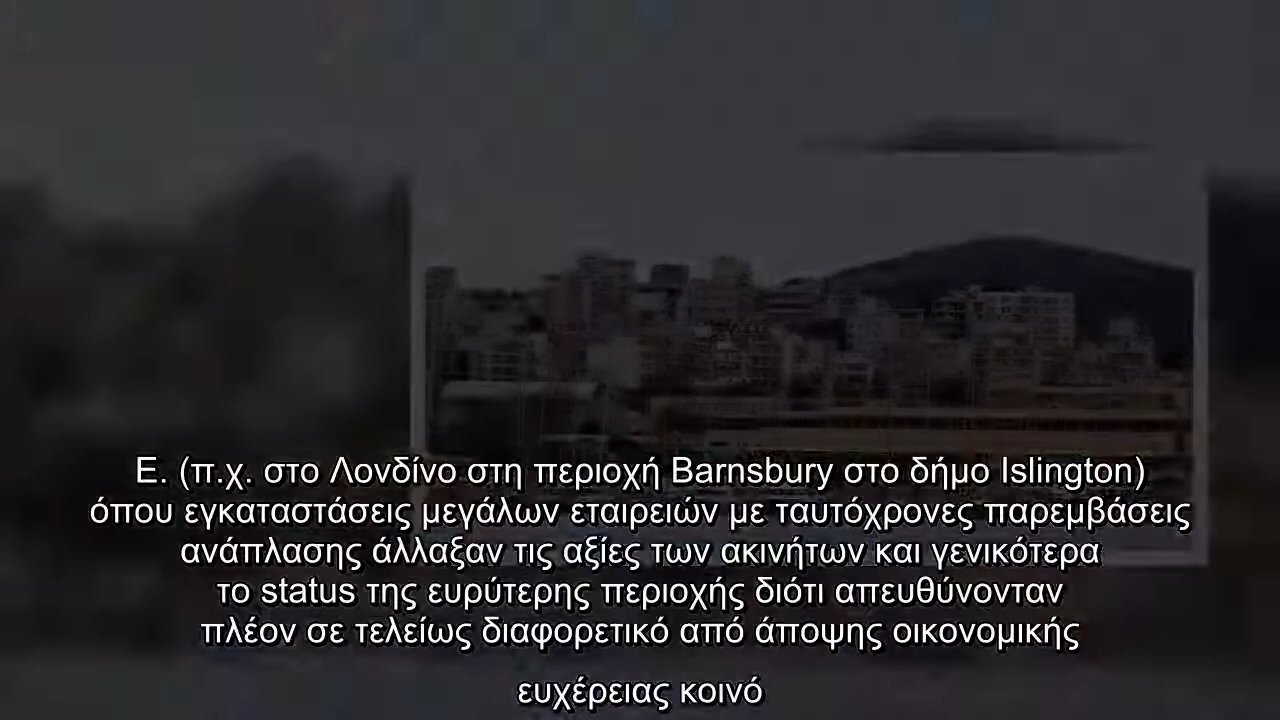 Ε. (π.χ. στο Λονδίνο στη περιοχή Barnsbury στο δήμο Islington)
όπου εγκαταστάσεις μεγάλων εταιρειών με ταυτόχρονες παρεμβάσεις
ανάπλασης άλλαξαν τις αξίες των ακινήτων και γενικότερα
το status της ευρύτερης περιοχής διότι απευθύνονταν
πλέον σε τελείως διαφορετικό από άποψης οικονομικής
ευχέρειας κοινό